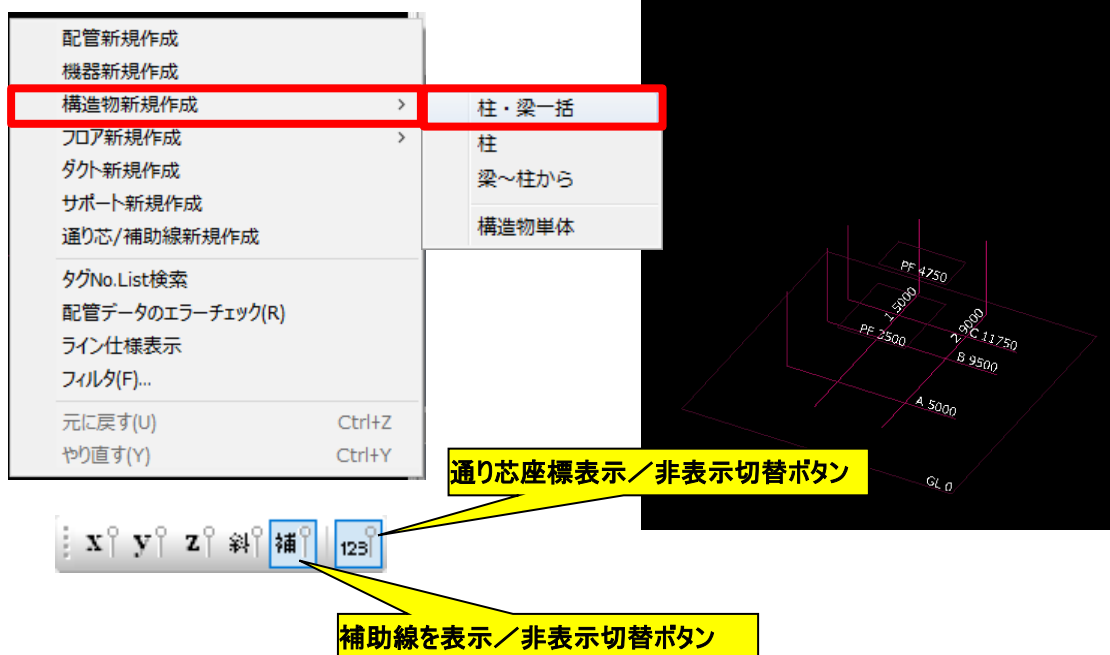 配管新規作成
機器新規作成
構造物新規作成 >
フロア新規作成 >
ダクト新規作成
サポート新規作成
通り芯/補助線新規作成
タグNo.List検索
配管データのエラーチェック(R)
ライン仕様表示
フィルタ(F)...
元に戻す(U) Ctrl+Z
やり直す(Y) Ctrl+Y
柱・梁一括
柱
梁～柱から
構造物単体
PF 4750
1 5000
PF 2500
2 9000
C 11750
B 9500
A 5000
GL 0
通り芯座標表示／非表示切替ボタン
x y z 斜 補 123
補助線を表示／非表示切替ボタン